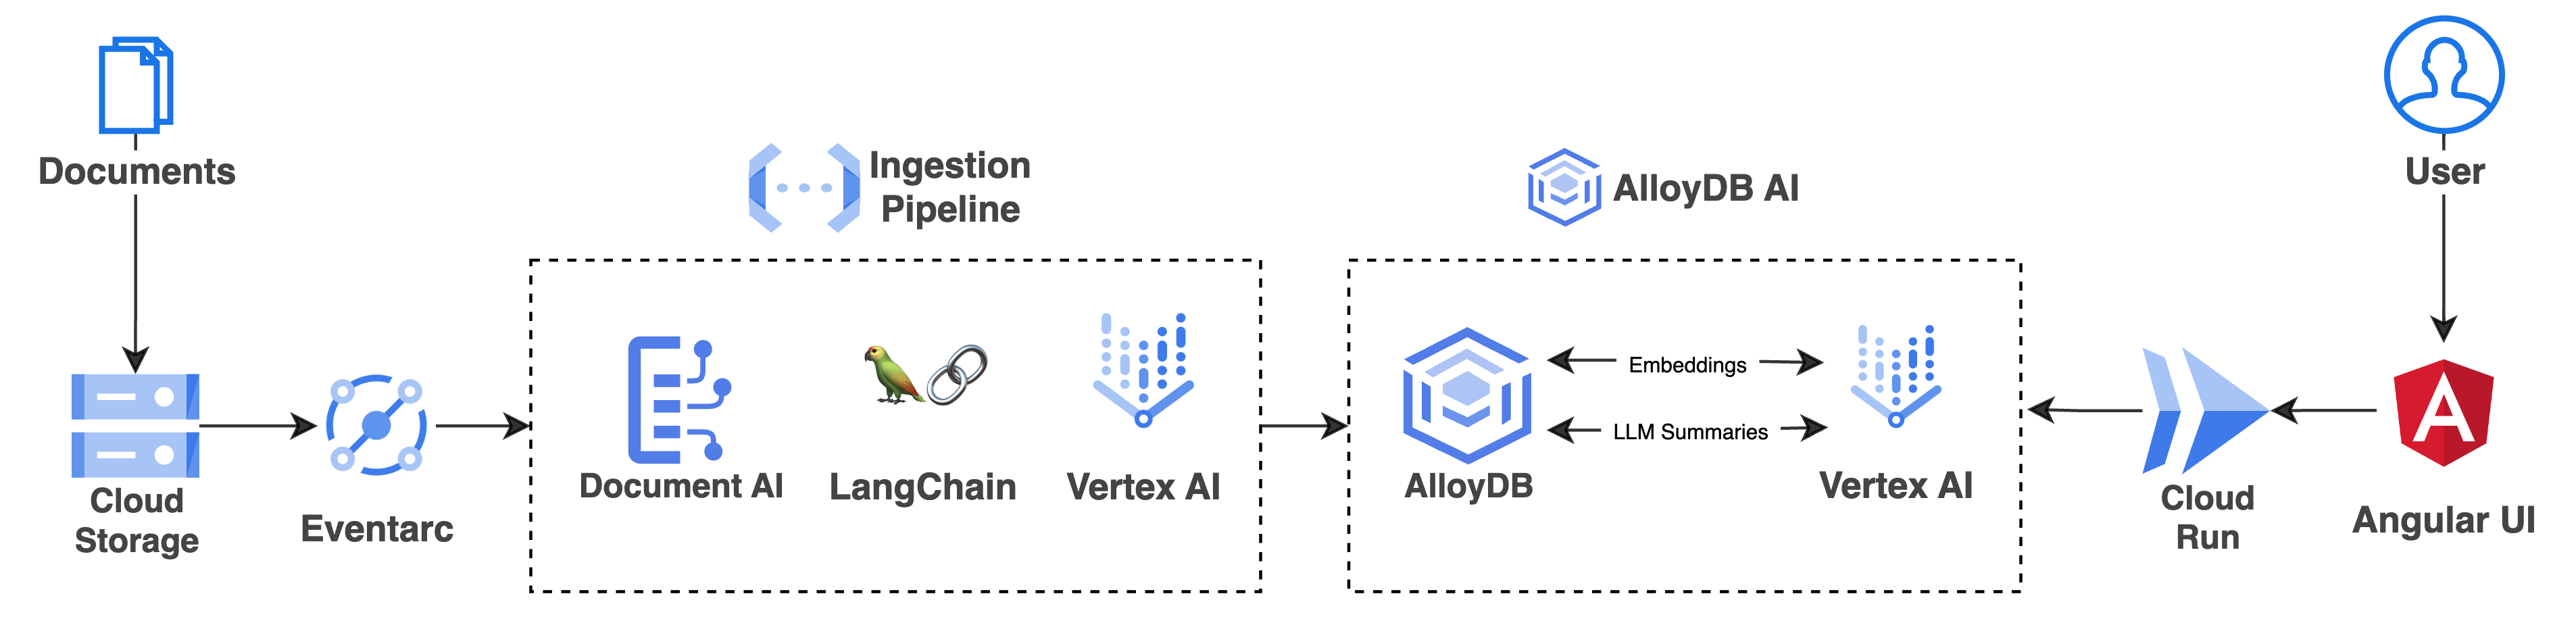 Documents
User
Ingestion
Pipeline
AlloyDB AI
Embeddings
LLM Summaries
Document AI
LangChain
Vertex AI
AlloyDB
Vertex AI
Cloud
Storage
Eventarc
Cloud
Run
Angular UI